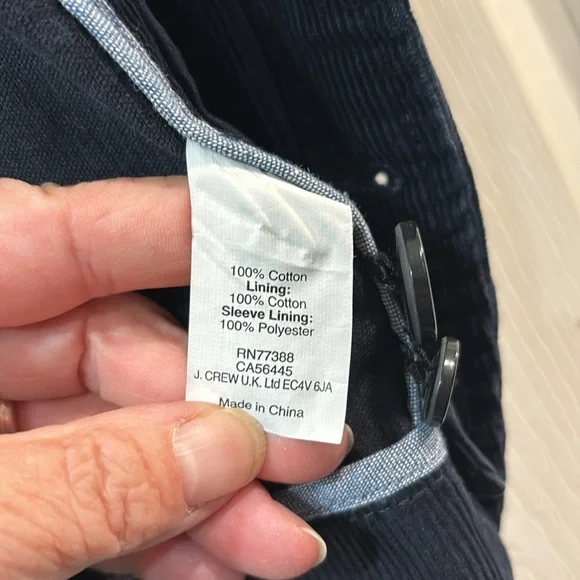 100% Cotton
Lining:
100% Cotton
Sleeve Lining:
100% Polyester
RN77388
CA56445
J. CREW U.K. Ltd EC4V 6JA
Made in China